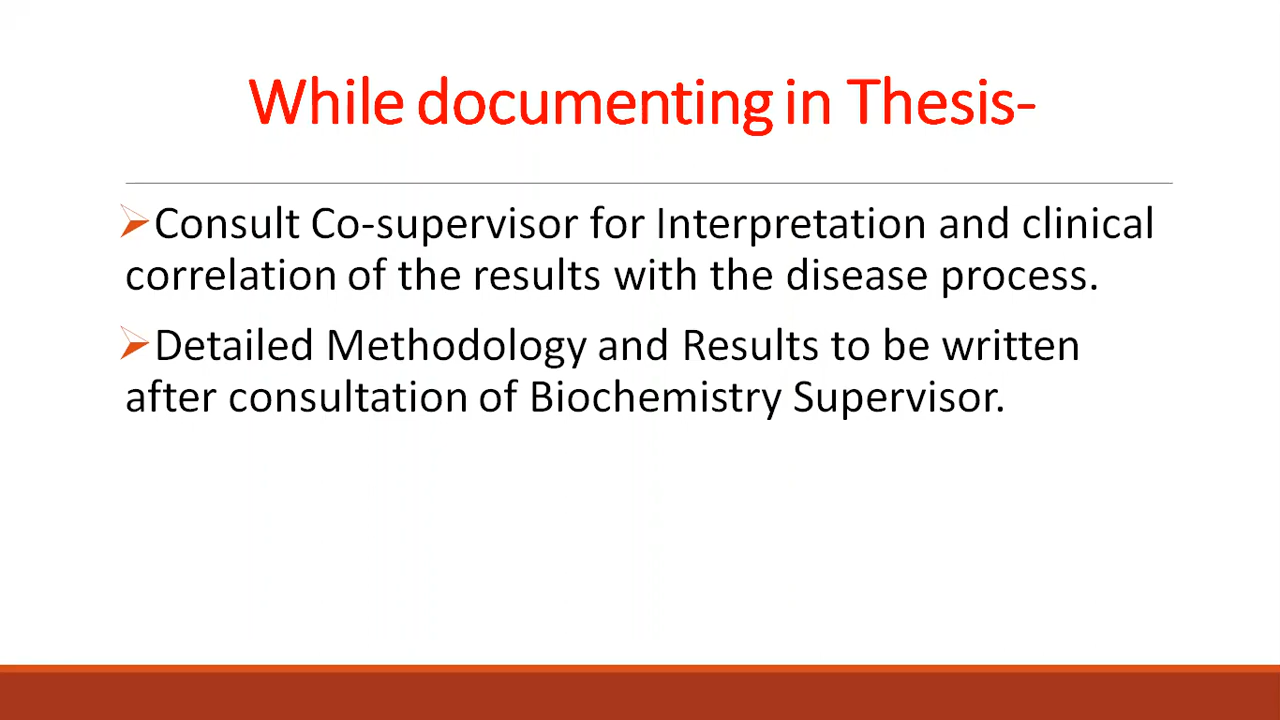 While documenting in Thesis-
Consult Co-supervisor for Interpretation and clinical
correlation of the results with the disease process.
Detailed Methodology and Results to be written
after consultation of Biochemistry Supervisor.